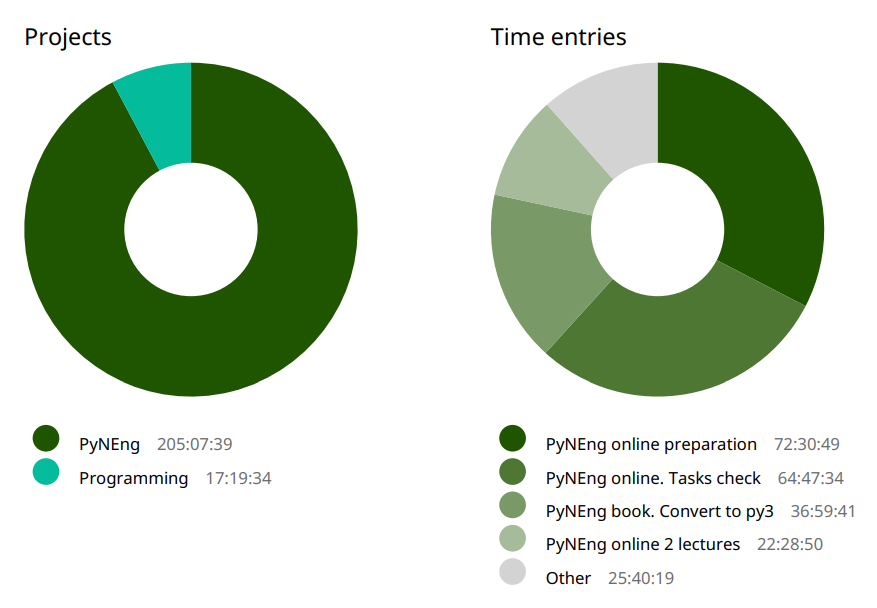 Projects
PyNEng 205:07:39
Programming 17:19:34
Time entries
PyNEng online preparation 72:30:49
PyNEng online. Tasks check 64:47:34
PyNEng book. Convert to py3 36:59:41
PyNEng online 2 lectures 22:28:50
Other 25:40:19